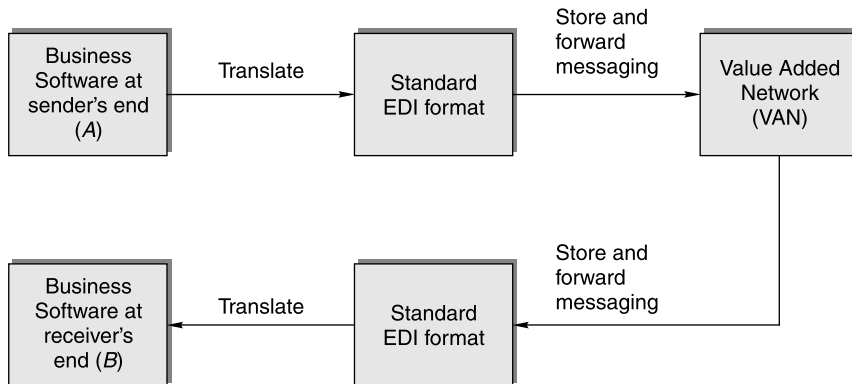 Business
Software at
sender's end
(A)
Translate
Standard
EDI format
Store and
forward
messaging
Value Added
Network
(VAN)
Business
Software at
receiver's
end (B)
Translate
Standard
EDI format
Store and
forward
messaging